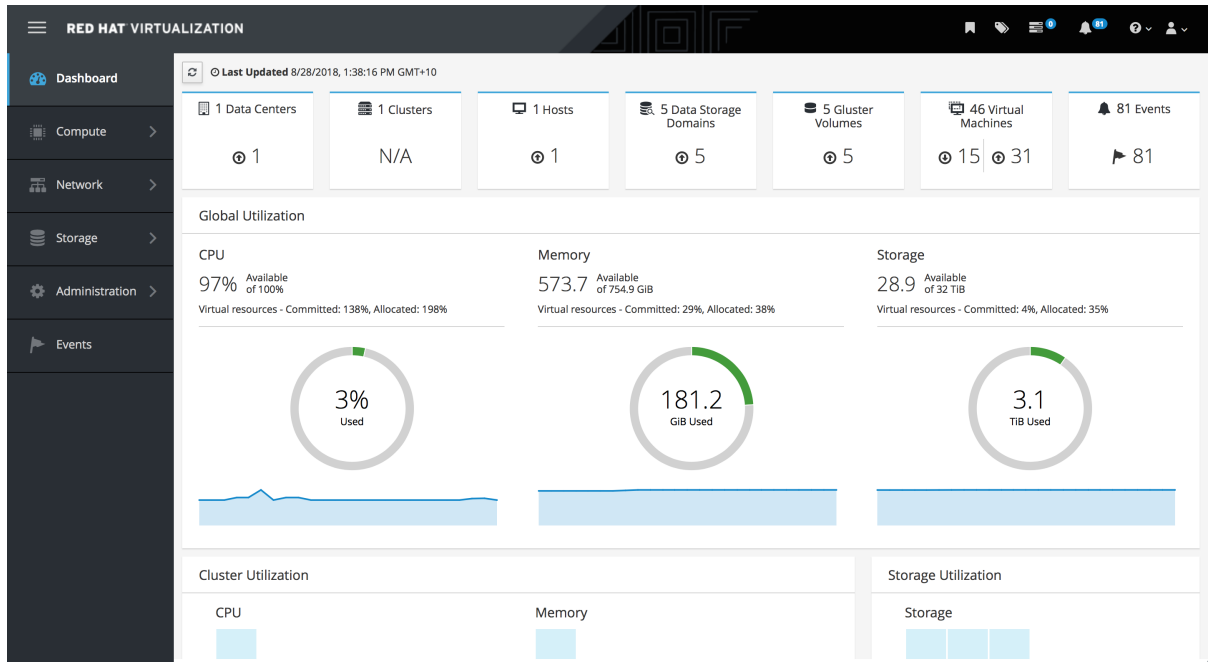 RED HAT VIRTUALIZATION
0
81
Dashboard
Compute
Network
Storage
Administration
Events
Last Updated 8/28/2018, 1:38:16 PM GMT+10
1 Data Centers
1
1 Clusters
N/A
1 Hosts
1
5 Data Storage
Domains
5
5 Gluster
Volumes
5
46 Virtual
Machines
15 31
81 Events
81
Global Utilization
CPU
97% Available
of 100%
Virtual resources - Committed: 138%, Allocated: 198%
3%
Used
Memory
573.7 Available
of 754.9 GiB
Virtual resources - Committed: 29%, Allocated: 38%
181.2
GiB Used
Storage
28.9 Available
of 32 TiB
Virtual resources - Committed: 4%, Allocated: 35%
3.1
TiB Used
Cluster Utilization
CPU
Memory
Storage Utilization
Storage